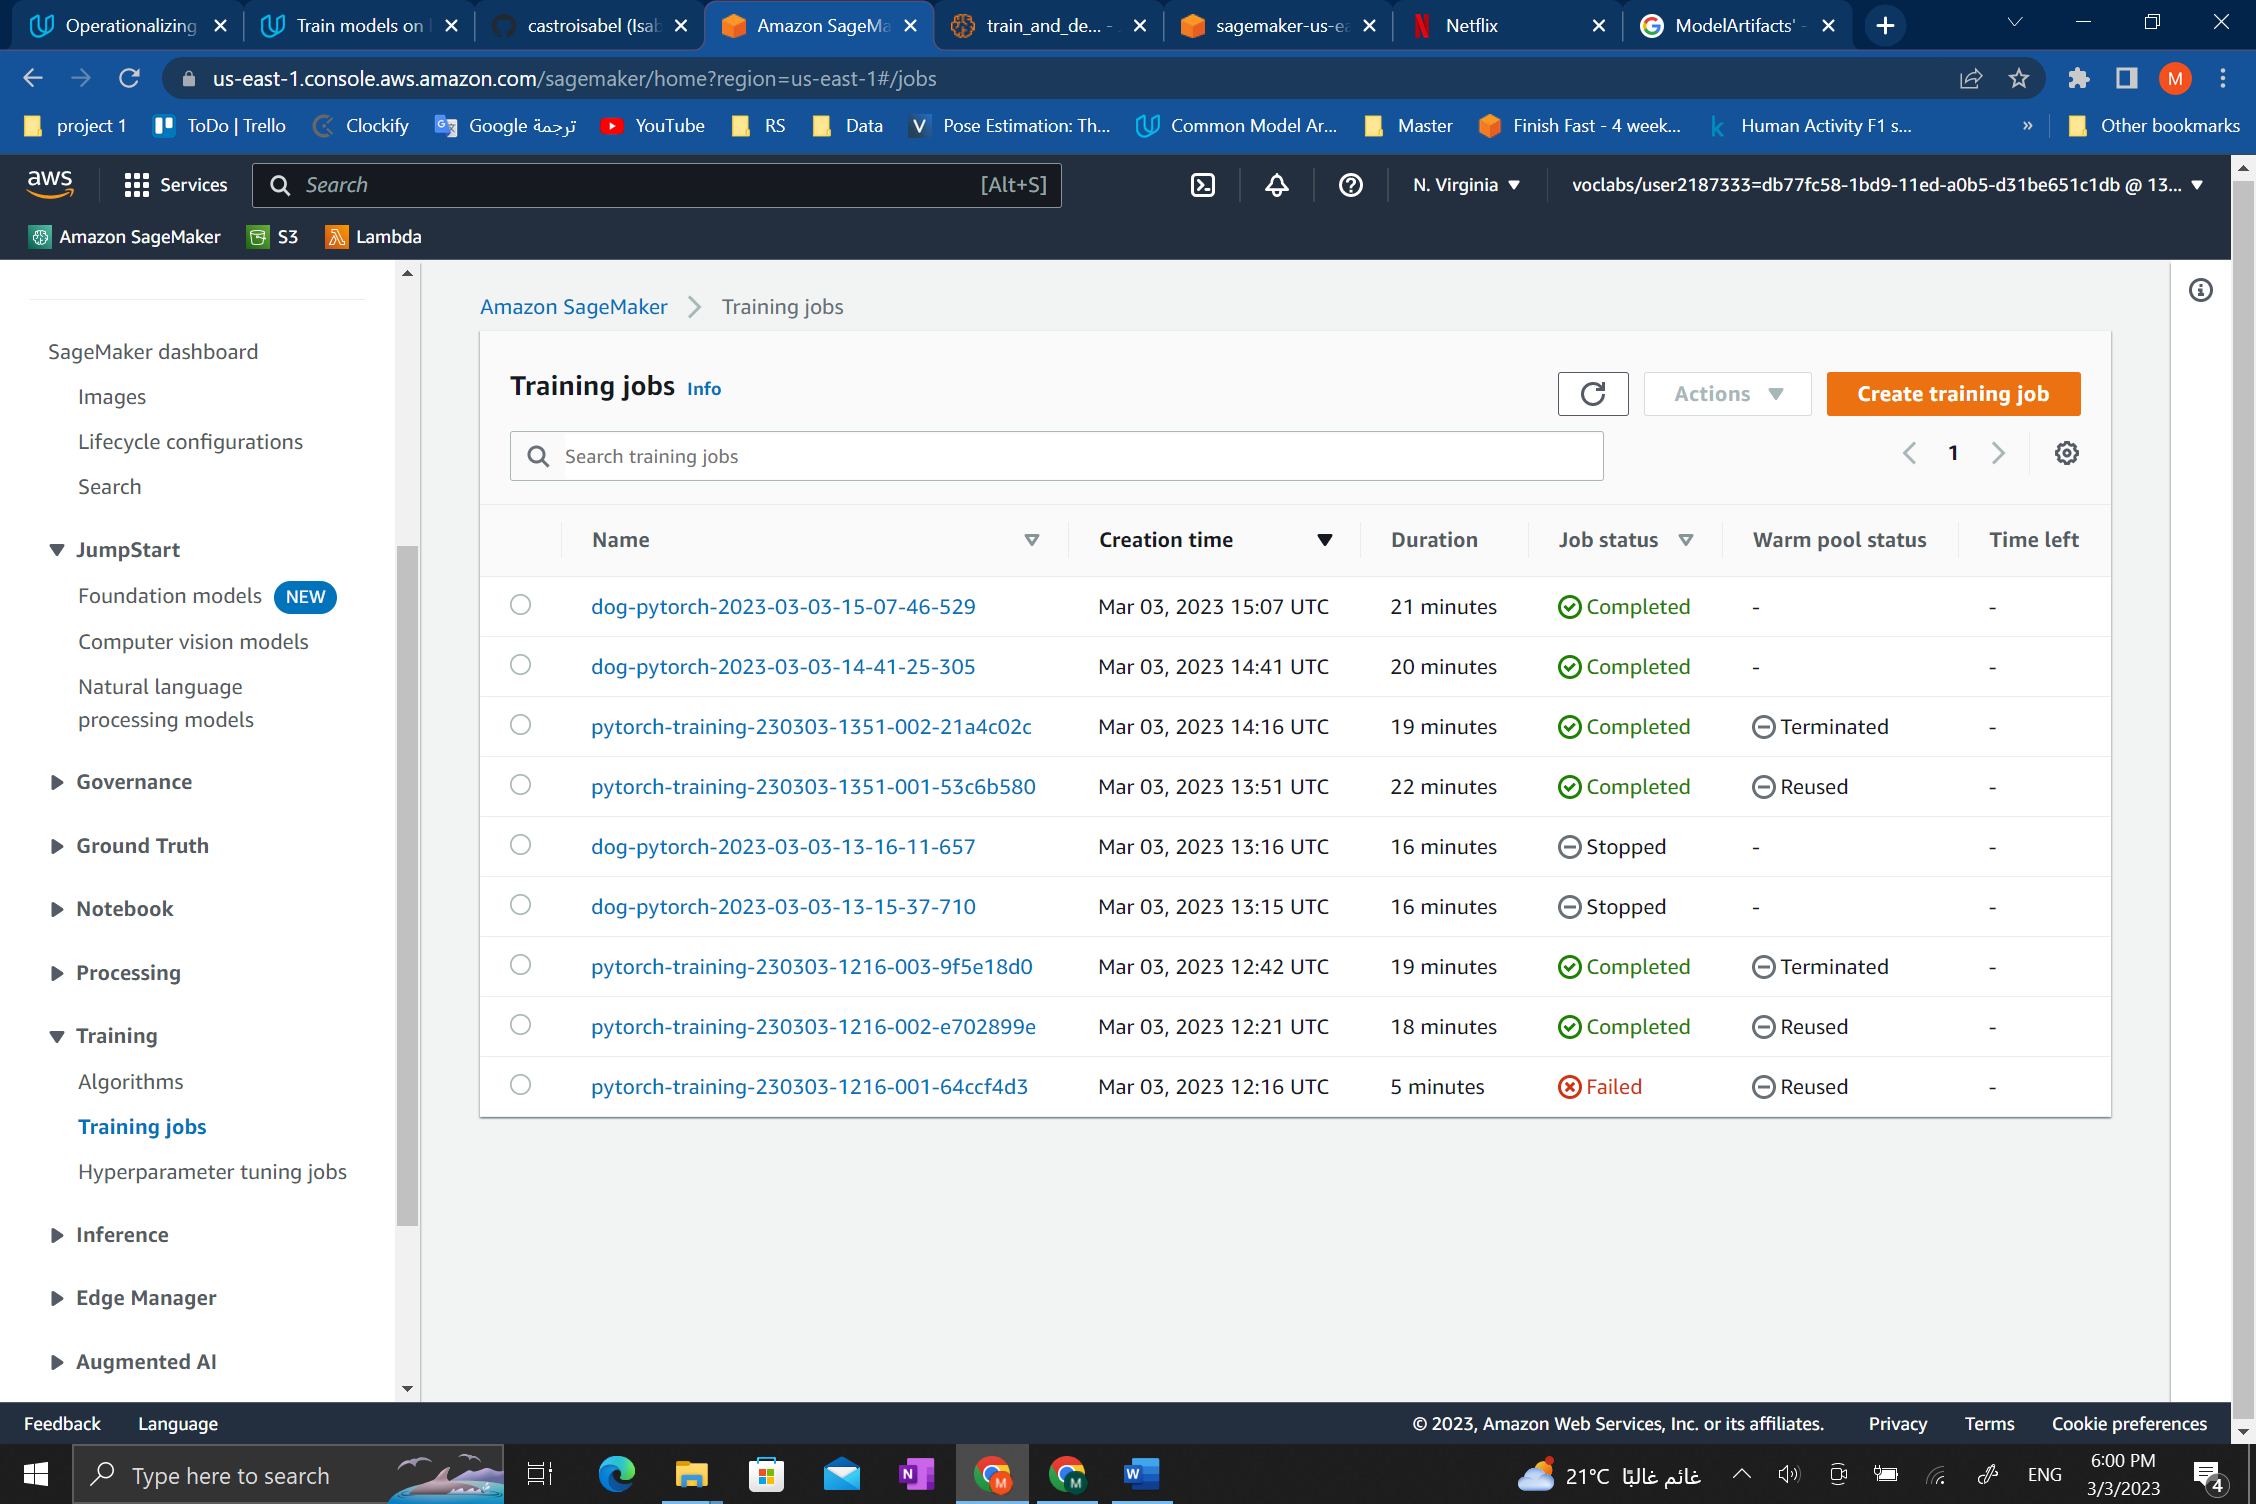 Operationalizing
Train models on
castroisabel (Isab
Amazon SageMa
train_and_de... -
sagemaker-us-ea
Netflix
ModelArtifacts' -
us-east-1.console.aws.amazon.com/sagemaker/home?region=us-east-1#/jobs
M
project 1
ToDo | Trello
Clockify
Google ترجمة
YouTube
RS
Data
Pose Estimation: Th...
Common Model Ar...
Master
Finish Fast - 4 week...
Human Activity F1 s...
»
Other bookmarks
aws
Services
Search
[Alt+S]
N. Virginia
voclabs/user2187333=db77fc58-1bd9-11ed-a0b5-d31be651c1db @ 13...
Amazon SageMaker
S3
Lambda
SageMaker dashboard
Images
Lifecycle configurations
Search
JumpStart
Foundation models NEW
Computer vision models
Natural language
processing models
Governance
Ground Truth
Notebook
Processing
Training
Algorithms
Training jobs
Hyperparameter tuning jobs
Inference
Edge Manager
Augmented AI
Amazon SageMaker > Training jobs
Training jobs Info
Actions
Create training job
Search training jobs
1
Name Creation time Duration Job status Warm pool status Time left
dog-pytorch-2023-03-03-15-07-46-529 Mar 03, 2023 15:07 UTC 21 minutes Completed - -
dog-pytorch-2023-03-03-14-41-25-305 Mar 03, 2023 14:41 UTC 20 minutes Completed - -
pytorch-training-230303-1351-002-21a4c02c Mar 03, 2023 14:16 UTC 19 minutes Completed Terminated -
pytorch-training-230303-1351-001-53c6b580 Mar 03, 2023 13:51 UTC 22 minutes Completed Reused -
dog-pytorch-2023-03-03-13-16-11-657 Mar 03, 2023 13:16 UTC 16 minutes Stopped - -
dog-pytorch-2023-03-03-13-15-37-710 Mar 03, 2023 13:15 UTC 16 minutes Stopped - -
pytorch-training-230303-1216-003-9f5e18d0 Mar 03, 2023 12:42 UTC 19 minutes Completed Terminated -
pytorch-training-230303-1216-002-e702899e Mar 03, 2023 12:21 UTC 18 minutes Completed Reused -
pytorch-training-230303-1216-001-64ccf4d3 Mar 03, 2023 12:16 UTC 5 minutes Failed Reused -
Feedback
Language
© 2023, Amazon Web Services, Inc. or its affiliates.
Privacy
Terms
Cookie preferences
Type here to search
21°C غائم غالبًا
ENG
6:00 PM
3/3/2023
4